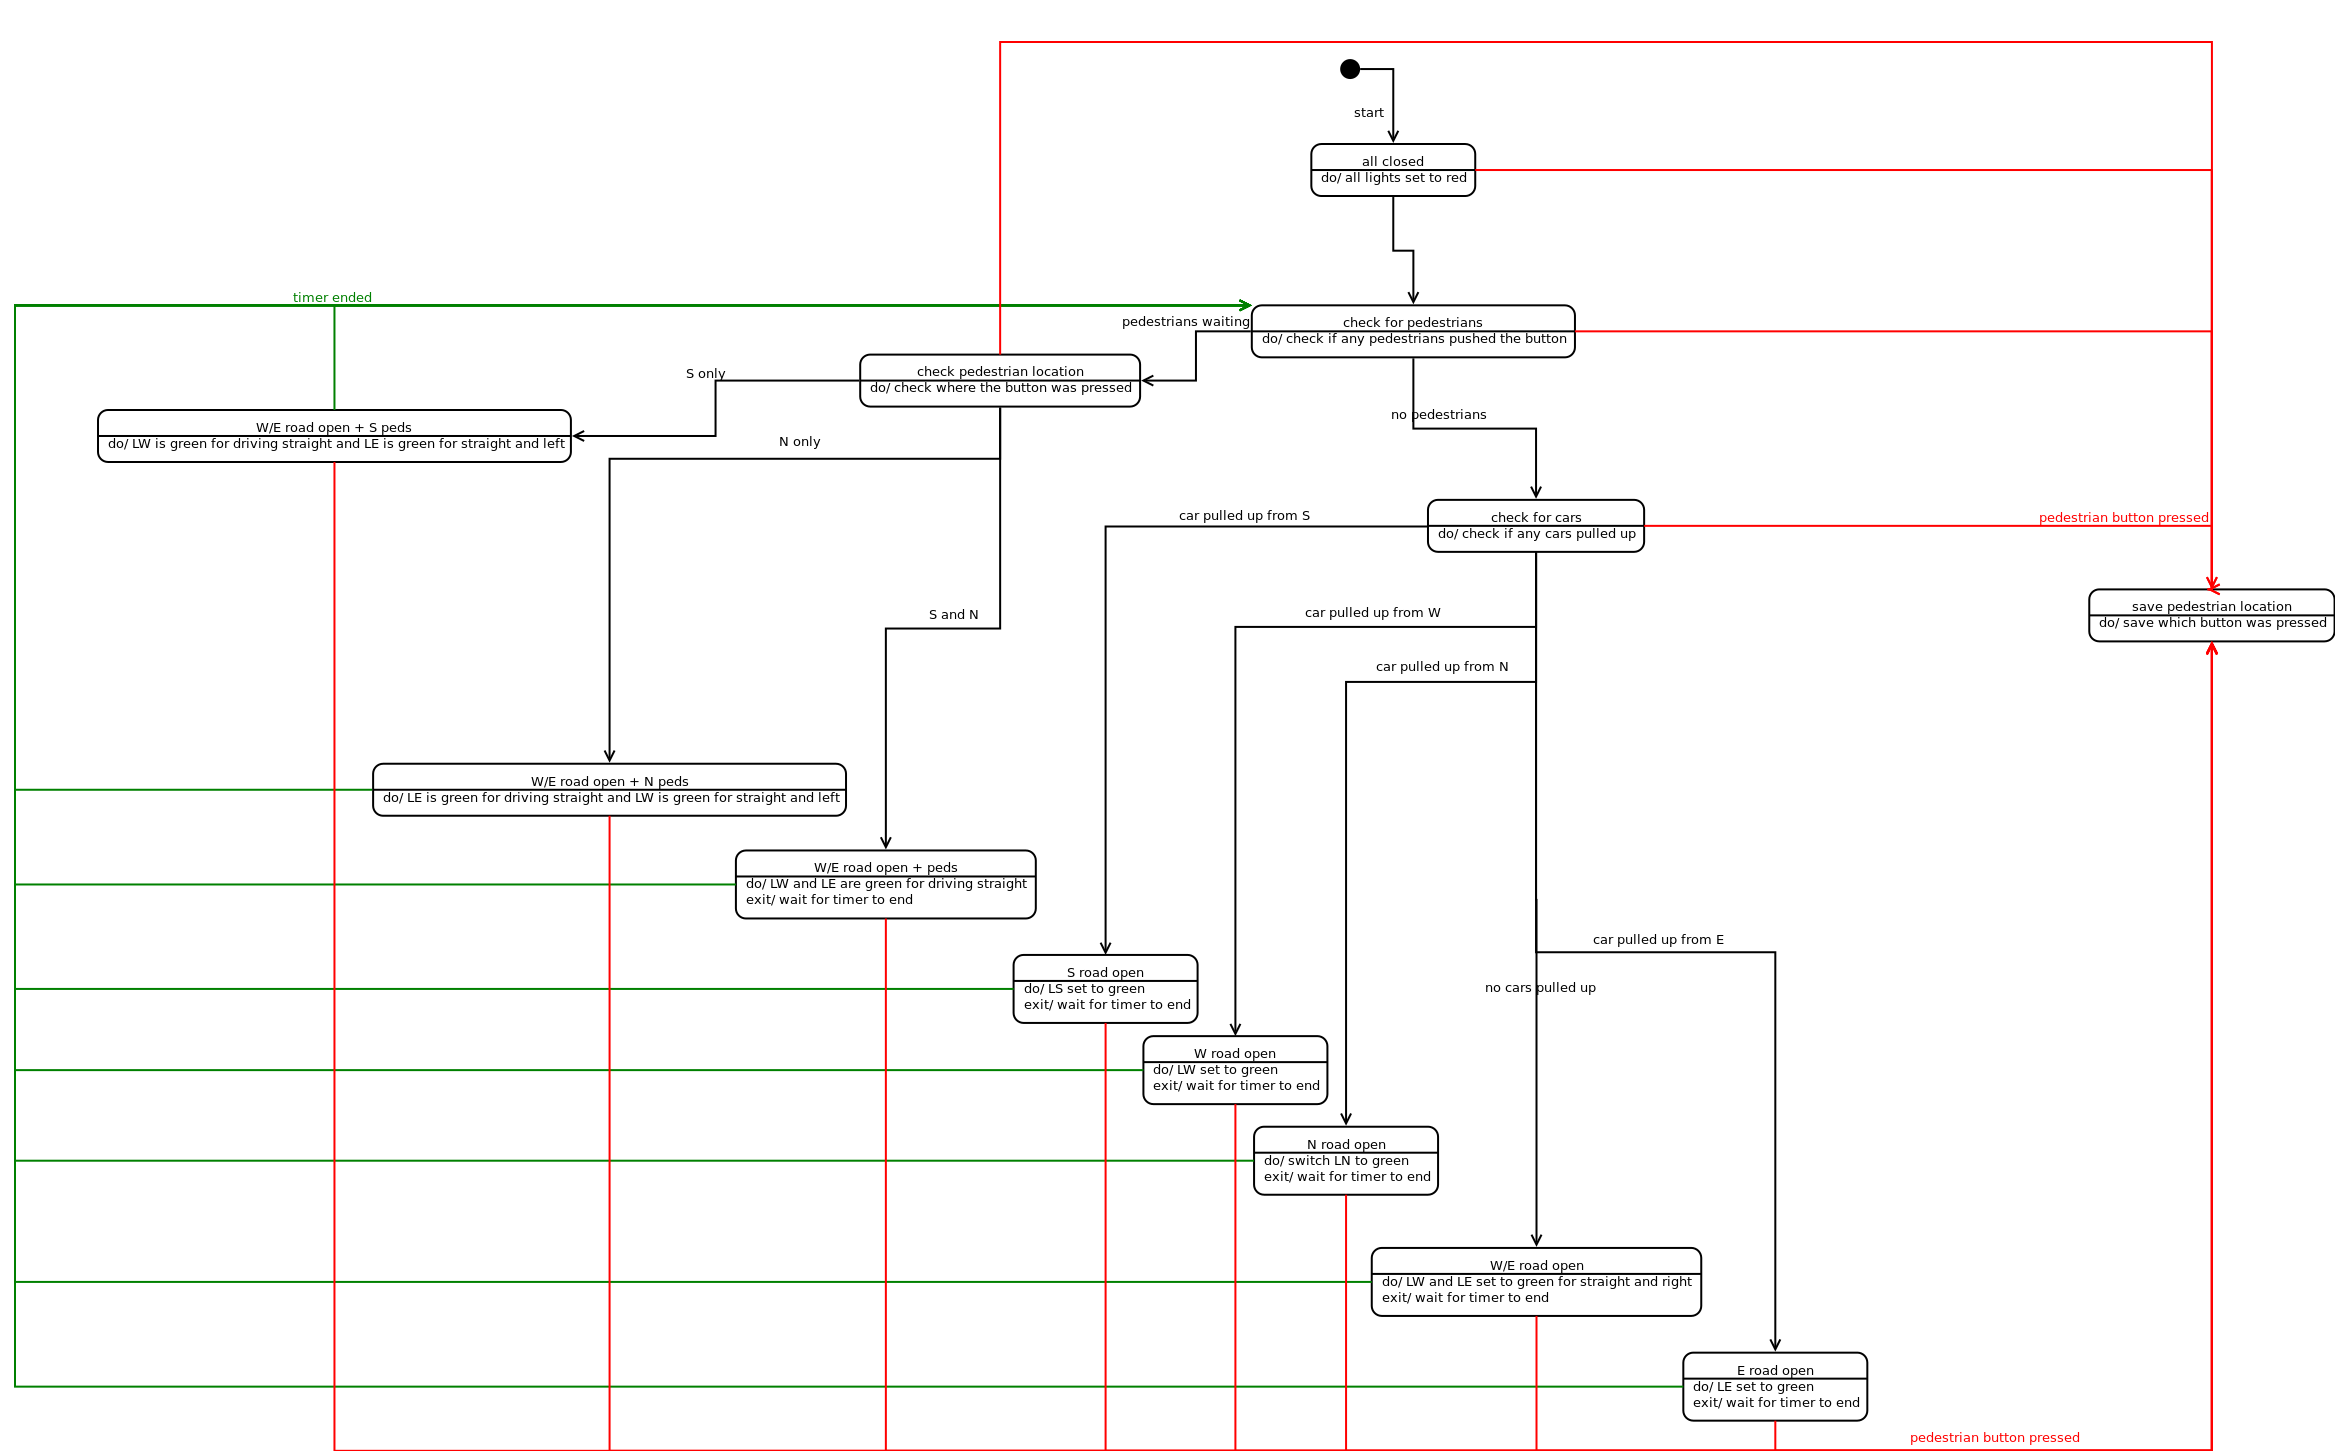 start
all closed
do/ all lights set to red
timer ended
check for pedestrians
do/ check if any pedestrians pushed the button
pedestrians waiting
check pedestrian location
do/ check where the button was pressed
S only
W/E road open + S peds
do/ LW is green for driving straight and LE is green for straight and left
N only
no pedestrians
check for cars
do/ check if any cars pulled up
car pulled up from S
pedestrian button pressed
save pedestrian location
do/ save which button was pressed
S and N
car pulled up from W
car pulled up from N
W/E road open + N peds
do/ LE is green for driving straight and LW is green for straight and left
W/E road open + peds
do/ LW and LE are green for driving straight
exit/ wait for timer to end
car pulled up from E
S road open
do/ LS set to green
exit/ wait for timer to end
no cars pulled up
W road open
do/ LW set to green
exit/ wait for timer to end
N road open
do/ switch LN to green
exit/ wait for timer to end
W/E road open
do/ LW and LE set to green for straight and right
exit/ wait for timer to end
E road open
do/ LE set to green
exit/ wait for timer to end
pedestrian button pressed